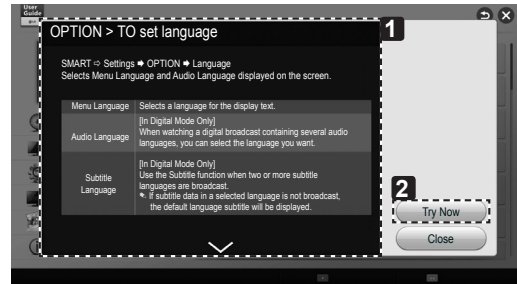 User
Guide
OPTION > TO set language
1
SMART ⇨ Settings ➡ OPTION ➡ Language
Selects Menu Language and Audio Language displayed on the screen.
Menu Language Selects a language for the display text.
Audio Language
[In Digital Mode Only]
When watching a digital broadcast containing several audio
languages, you can select the language you want.
Subtitle
Language
[In Digital Mode Only]
Use the Subtitle function when two or more subtitle
languages are broadcast.
If subtitle data in a selected language is not broadcast,
the default language subtitle will be displayed.
2
Try Now
Close